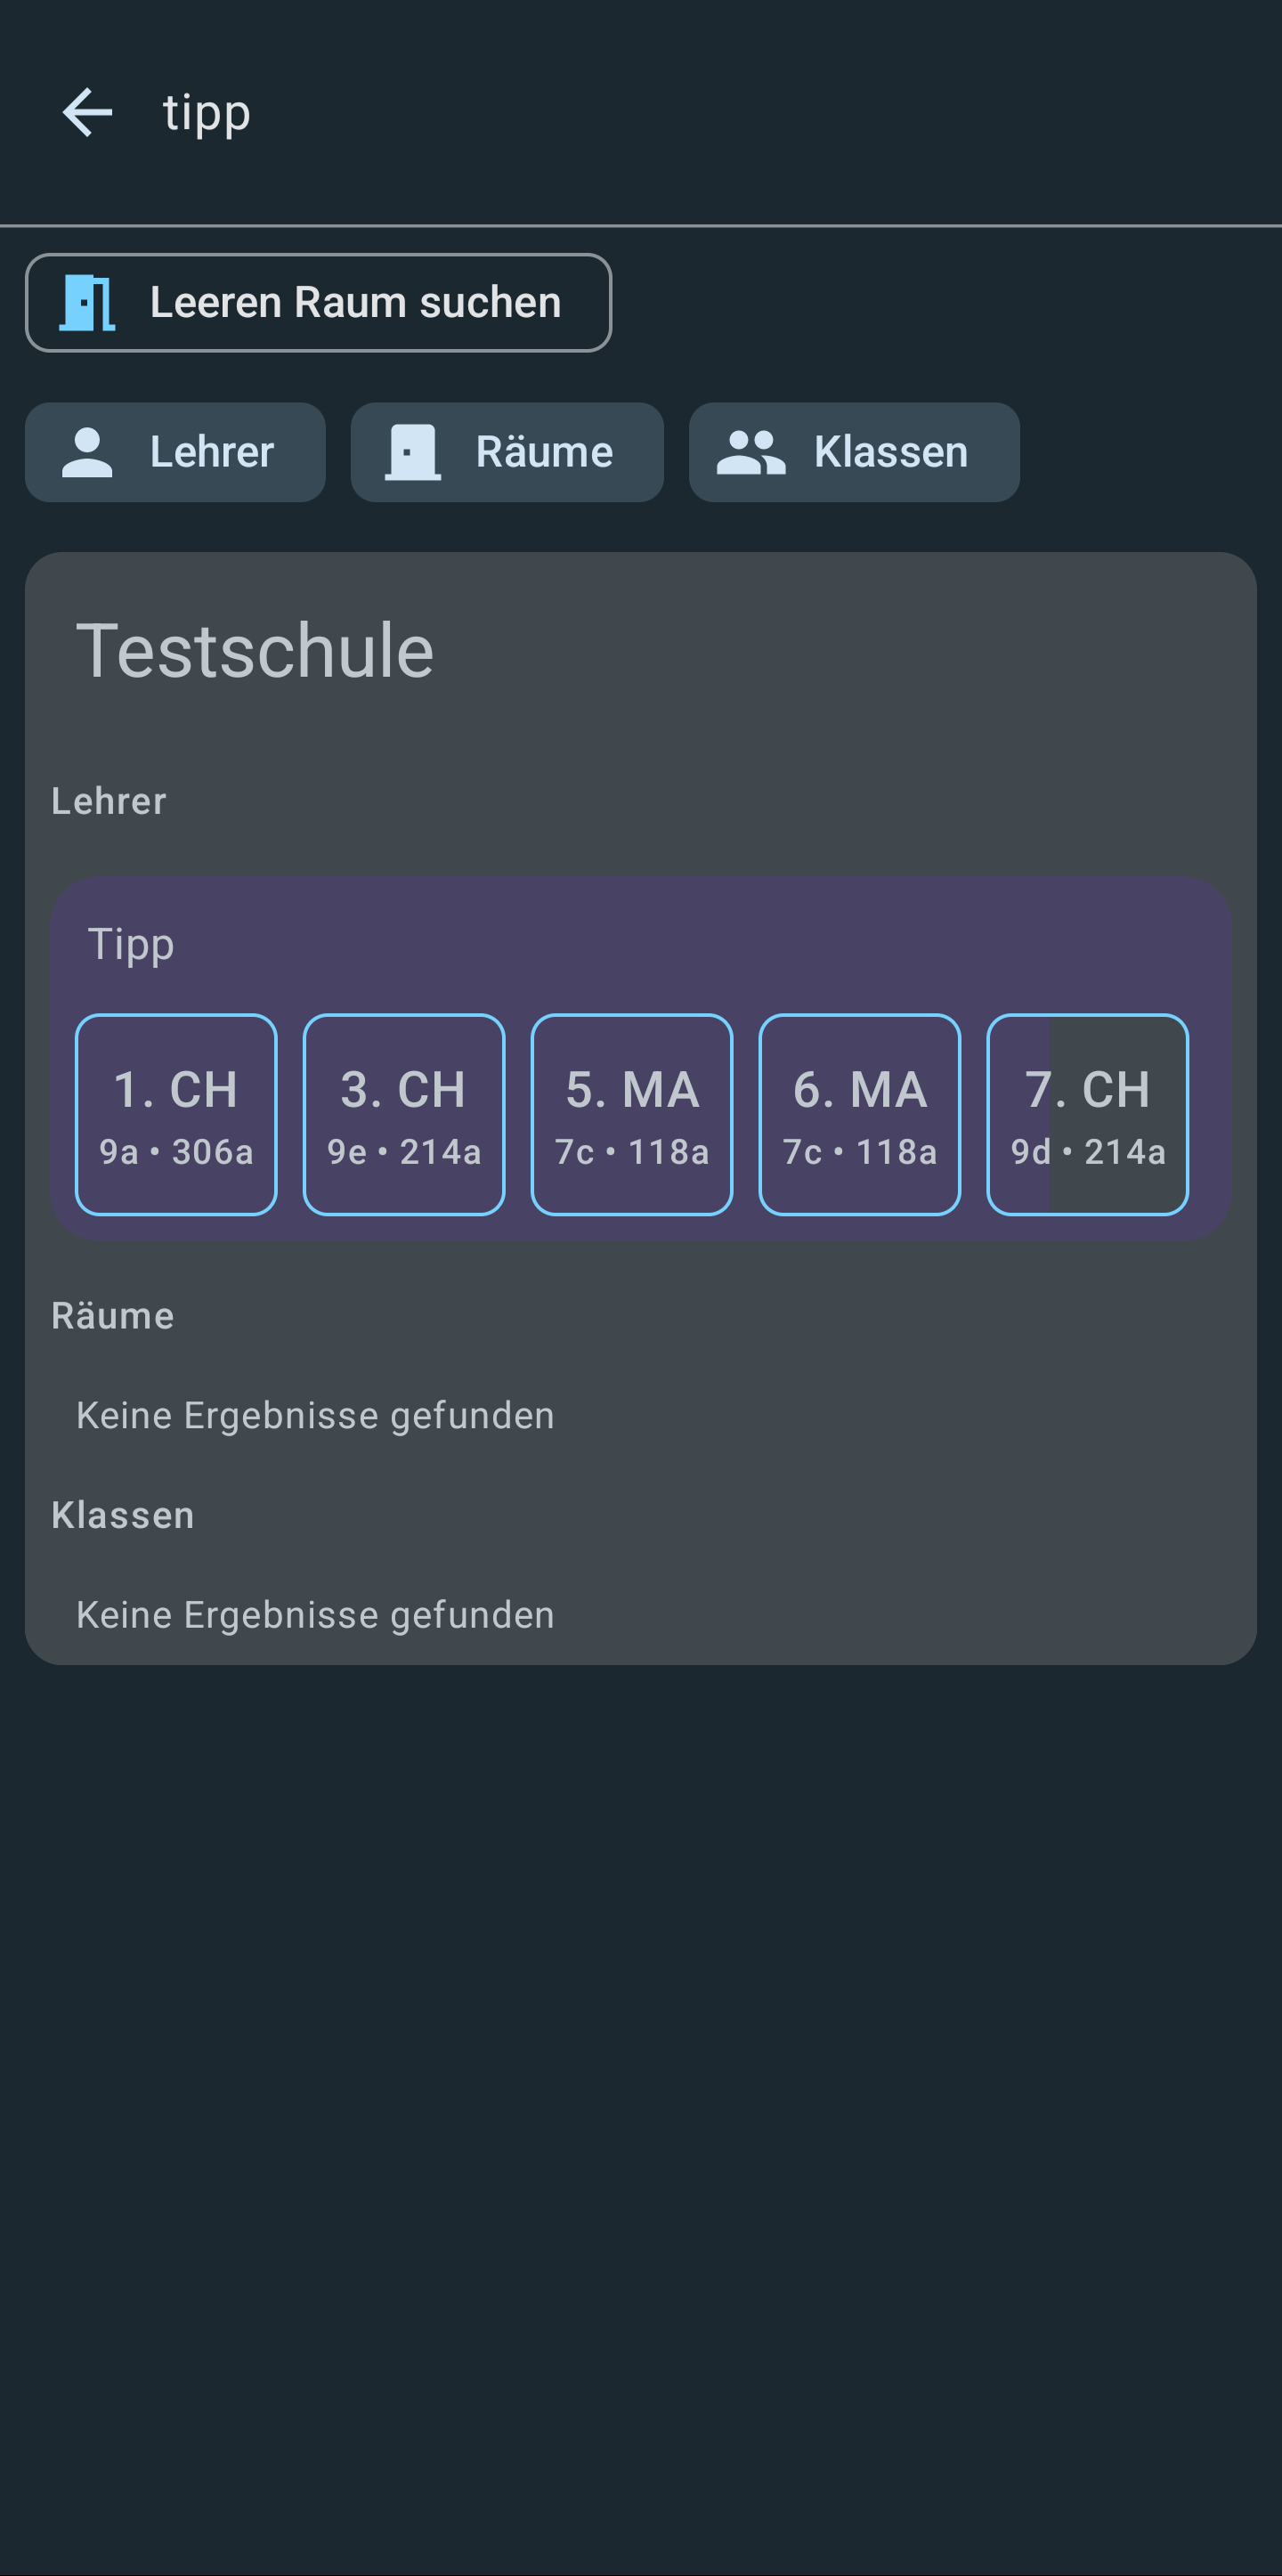 tipp
Leeren Raum suchen
Lehrer Räume Klassen
Testschule
Lehrer
Tipp
1. CH 3. CH 5. MA 6. MA 7. CH
9a • 306a 9e • 214a 7c • 118a 7c • 118a 9d • 214a
Räume
Keine Ergebnisse gefunden
Klassen
Keine Ergebnisse gefunden